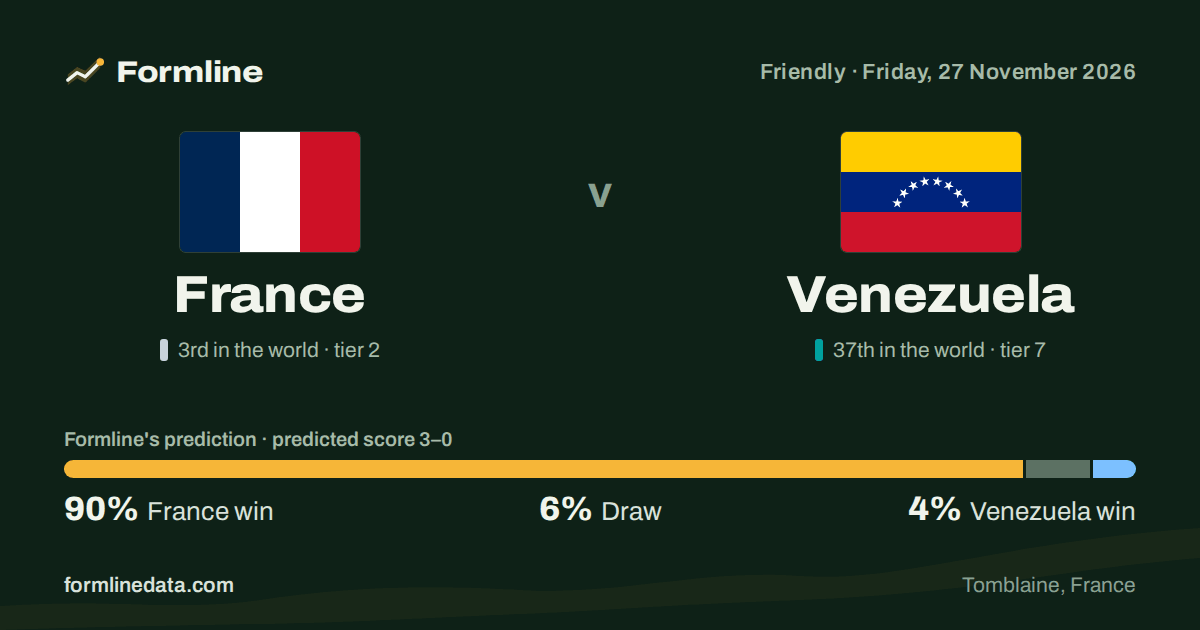 Formline
Friendly · Friday, 27 November 2026
V
France
Venezuela
3rd in the world · tier 2
37th in the world · tier 7
Formline's prediction · predicted score 3–0
90% France win
6% Draw
4% Venezuela win
formlinedata.com
Tomblaine, France